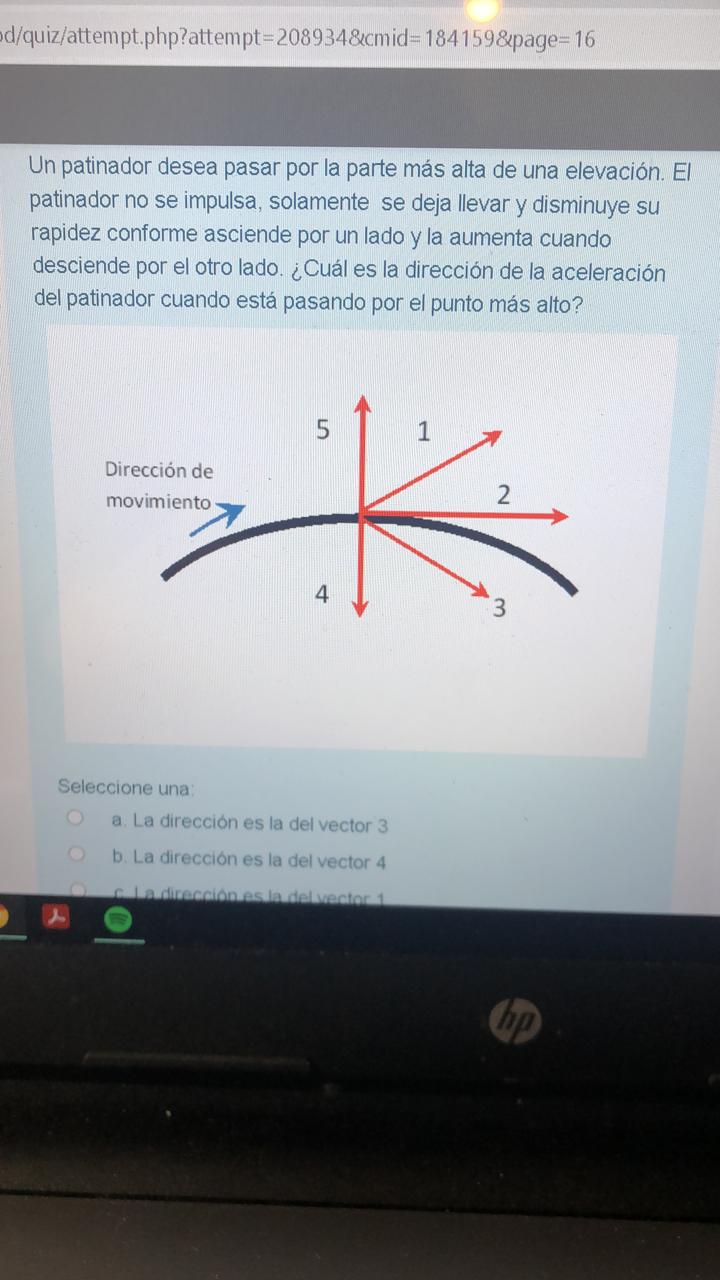 od/quiz/attempt.php?attempt=208934&cmid=184159&page=16
Un patinador desea pasar por la parte más alta de una elevación. El
patinador no se impulsa, solamente se deja llevar y disminuye su
rapidez conforme asciende por un lado y la aumenta cuando
desciende por el otro lado. ¿Cuál es la dirección de la aceleración
del patinador cuando está pasando por el punto más alto?
5
1
Dirección de
movimiento
2
4
3
Seleccione una:
a. La dirección es la del vector 3
b. La dirección es la del vector 4
c. La dirección es la del vector 1
hp